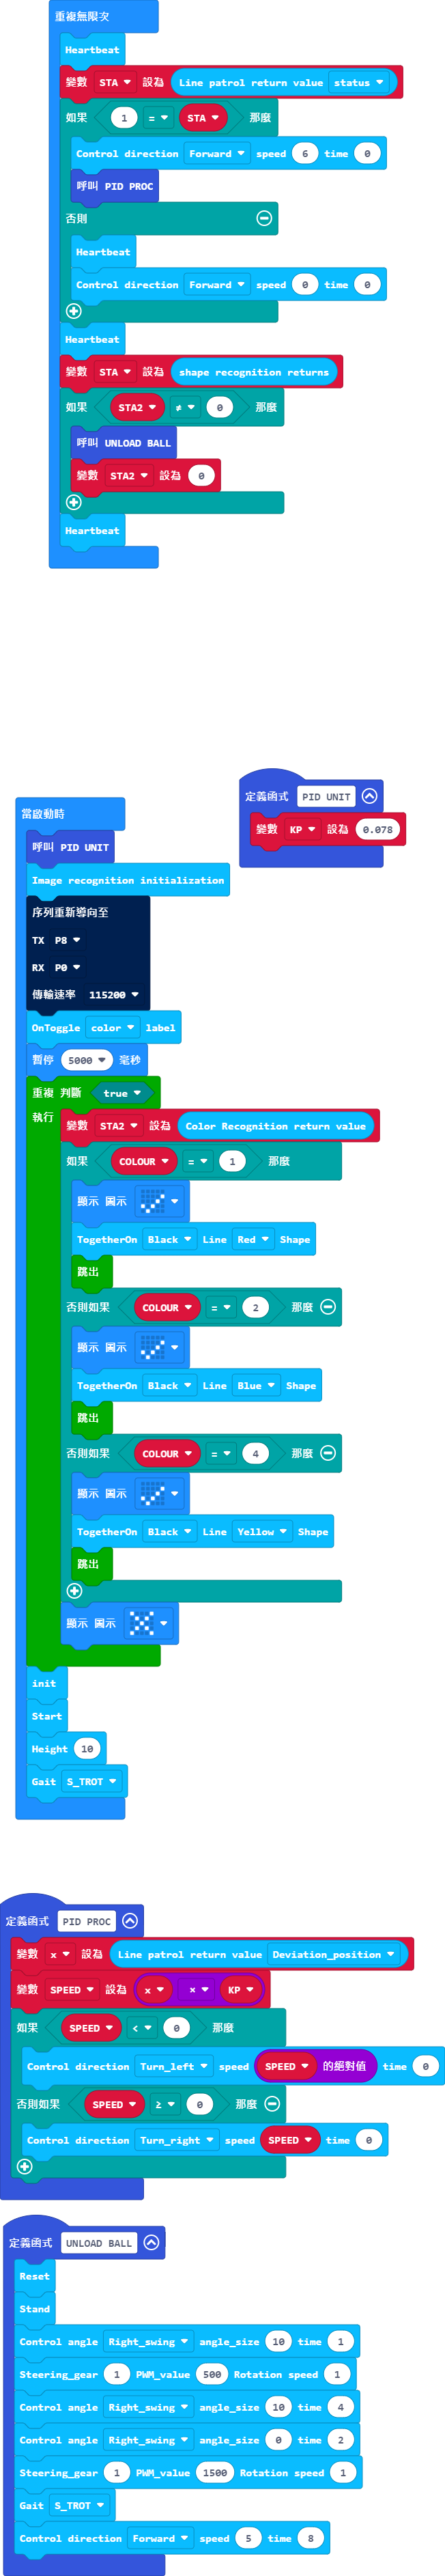 重複無限次
Heartbeat
變數 STA 設為 Line patrol return value status
如果 1 = STA 那麼
Control direction Forward speed 6 time 0
呼叫 PID PROC
否則
Heartbeat
Control direction Forward speed 0 time 0
Heartbeat
變數 STA 設為 shape recognition returns
如果 STA2 ≠ 0 那麼
呼叫 UNLOAD BALL
變數 STA2 設為 0
Heartbeat
定義函式 PID UNIT
變數 KP 設為 0.078
當啟動時
呼叫 PID UNIT
Image recognition initialization
序列重新導向至
TX P8
RX P0
傳輸速率 115200
OnToggle color label
暫停 5000 毫秒
重複 判斷 true
執行
變數 STA2 設為 Color Recognition return value
如果 COLOUR = 1 那麼
顯示 圖示
TogetherOn Black Line Red Shape
跳出
否則如果 COLOUR = 2 那麼
顯示 圖示
TogetherOn Black Line Blue Shape
跳出
否則如果 COLOUR = 4 那麼
顯示 圖示
TogetherOn Black Line Yellow Shape
跳出
顯示 圖示
init
Start
Height 10
Gait S_TROT
定義函式 PID PROC
變數 x 設為 Line patrol return value Deviation_position
變數 SPEED 設為 x × KP
如果 SPEED < 0 那麼
Control direction Turn_left speed SPEED 的絕對值 time 0
否則如果 SPEED ≥ 0 那麼
Control direction Turn_right speed SPEED time 0
定義函式 UNLOAD BALL
Reset
Stand
Control angle Right_swing angle_size 10 time 1
Steering_gear 1 PWM_value 500 Rotation speed 1
Control angle Right_swing angle_size 10 time 4
Control angle Right_swing angle_size 0 time 2
Steering_gear 1 PWM_value 1500 Rotation speed 1
Gait S_TROT
Control direction Forward speed 5 time 8